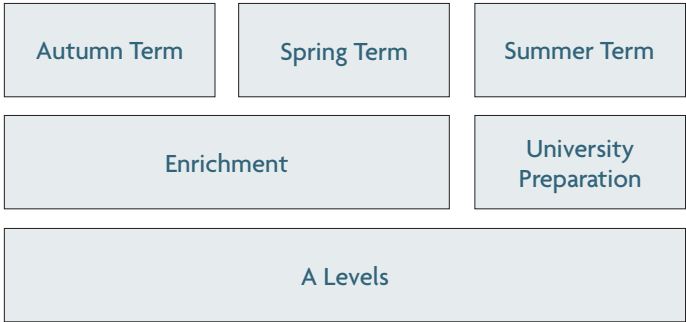 Autumn Term
Spring Term
Summer Term
Enrichment
University
Preparation
A Levels